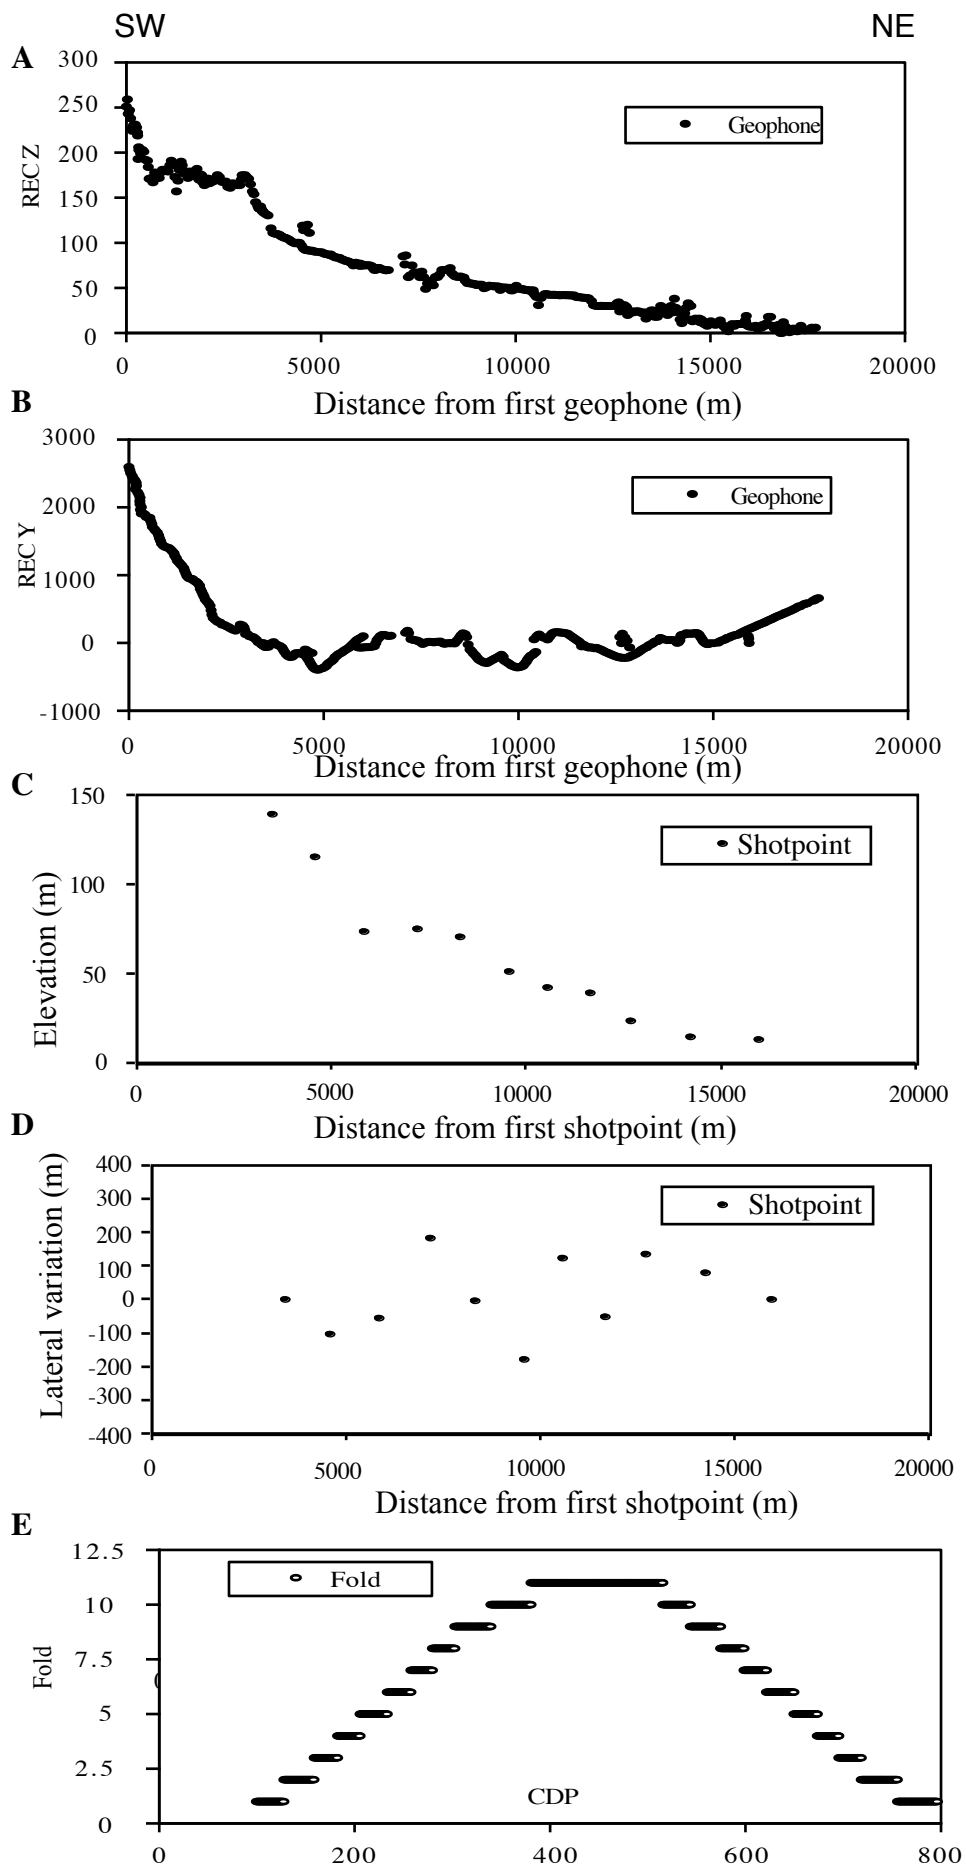 SW NE
A
300
250
200
150
100
50
0
REC Z
Geophone
0 5000 10000 15000 20000
Distance from first geophone (m)
B
3000
2000
1000
0
-1000
REC Y
Geophone
0 5000 10000 15000 20000
Distance from first geophone (m)
C
150
100
50
0
Elevation (m)
Shotpoint
0 5000 10000 15000 20000
Distance from first shotpoint (m)
D
400
300
200
100
0
-100
-200
-300
-400
Lateral variation (m)
Shotpoint
0 5000 10000 15000 20000
Distance from first shotpoint (m)
E
12.5
10
7.5
5
2.5
0
Fold
Fold
CDP
0 200 400 600 800